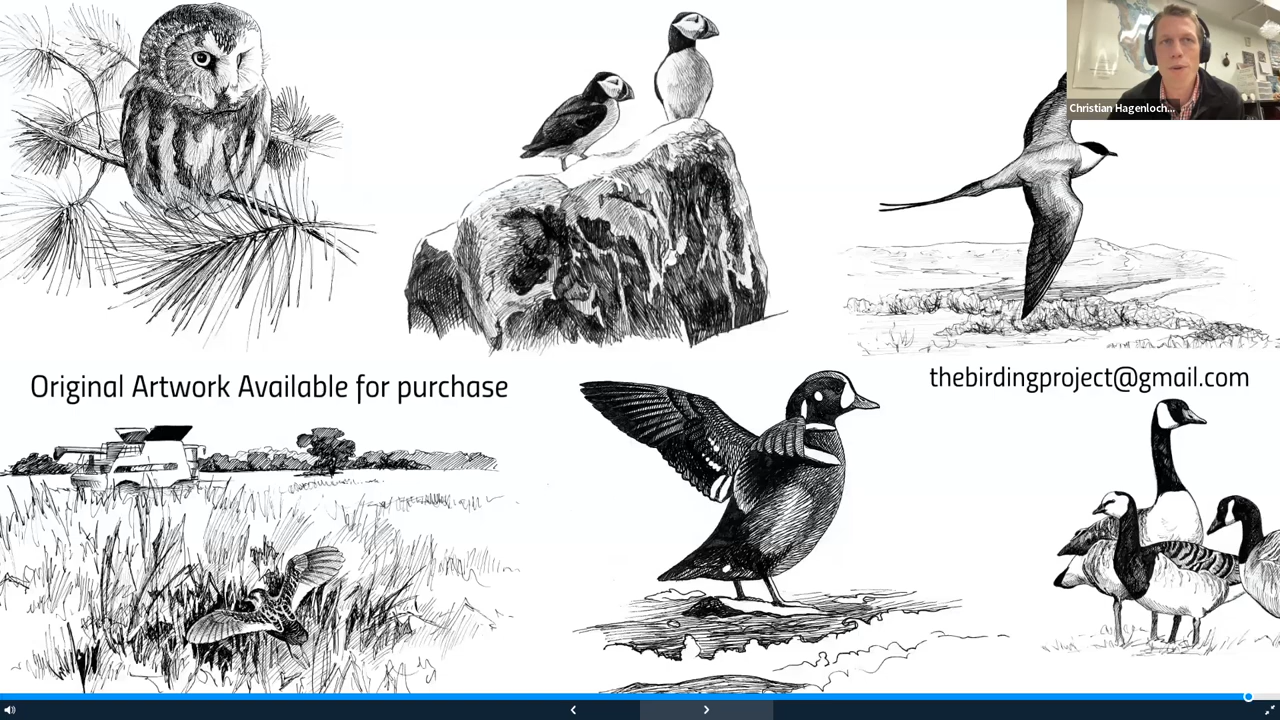 Christian Hagenloch...
Original Artwork Available for purchase
thebirdingproject@gmail.com